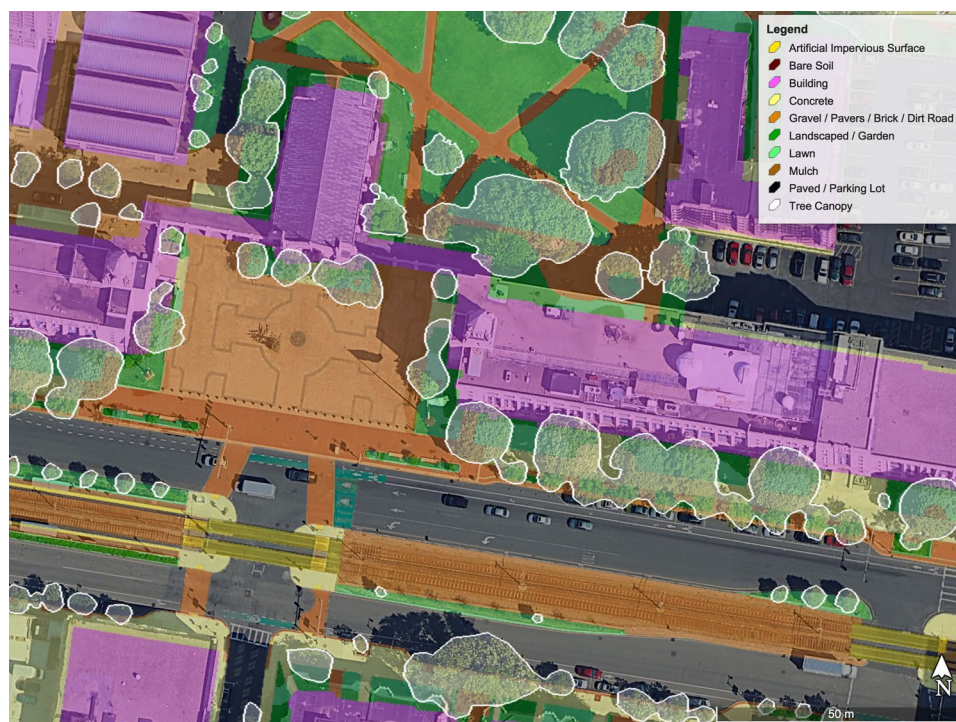 Legend
Artificial Impervious Surface
Bare Soil
Building
Concrete
Gravel / Pavers / Brick / Dirt Road
Landscaped / Garden
Lawn
Mulch
Paved / Parking Lot
Tree Canopy
N
50 m